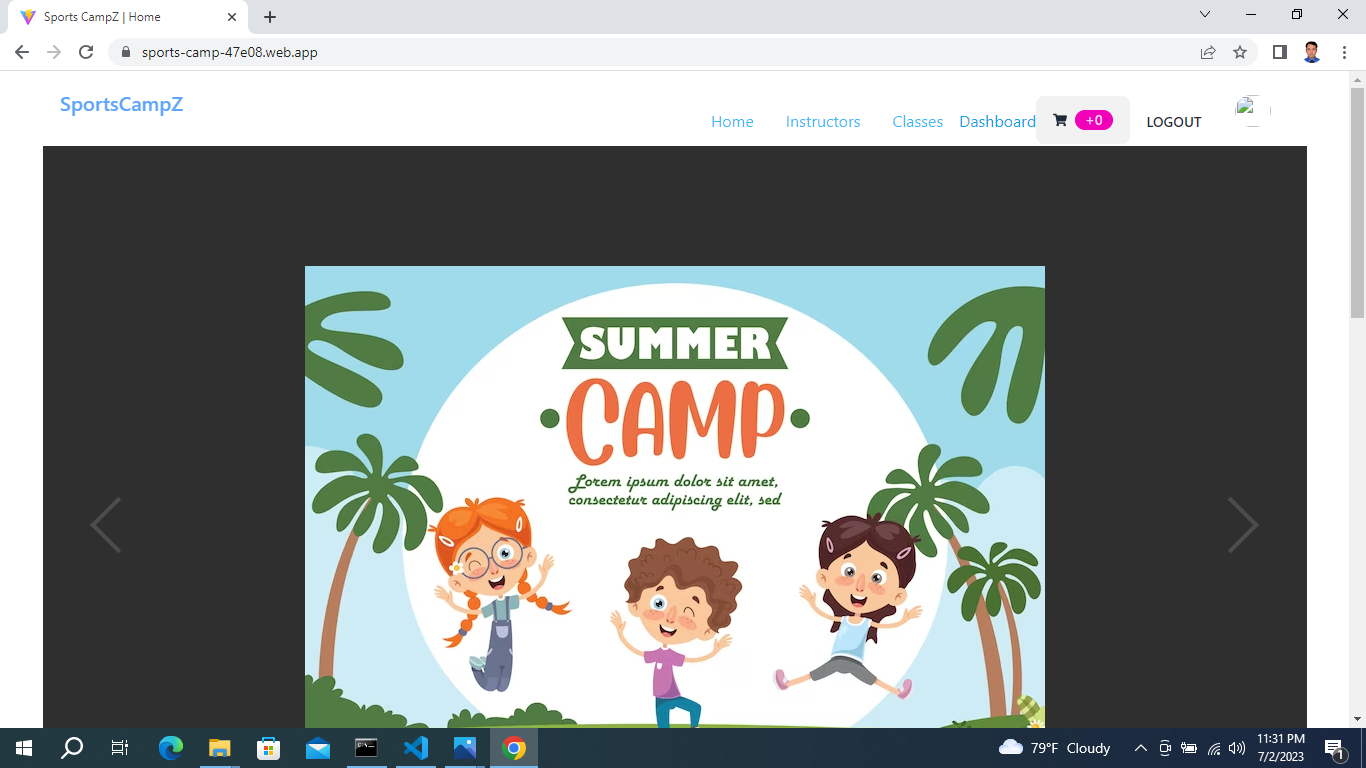 Sports CampZ | Home
sports-camp-47e08.web.app
SportsCampZ
Home Instructors Classes Dashboard +0 LOGOUT
SUMMER
CAMP
Lorem ipsum dolor sit amet,
consectetur adipiscing elit, sed
79°F Cloudy
11:31 PM
7/2/2023
1